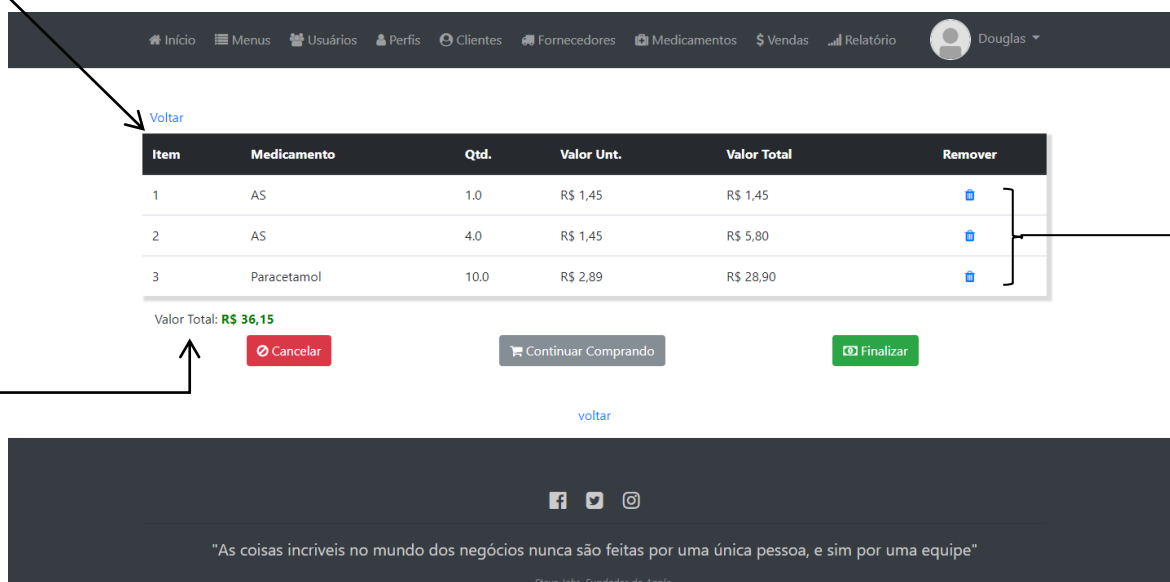 Início Menus Usuários Perfis Clientes Fornecedores Medicamentos $ Vendas Relatório Douglas
Voltar
Item Medicamento Qtd. Valor Unt. Valor Total Remover
1 AS 1.0 R$ 1,45 R$ 1,45
2 AS 4.0 R$ 1,45 R$ 5,80
3 Paracetamol 10.0 R$ 2,89 R$ 28,90
Valor Total: R$ 36,15
Cancelar Continuar Comprando Finalizar
voltar
"As coisas incriveis no mundo dos negócios nunca são feitas por uma única pessoa, e sim por uma equipe"